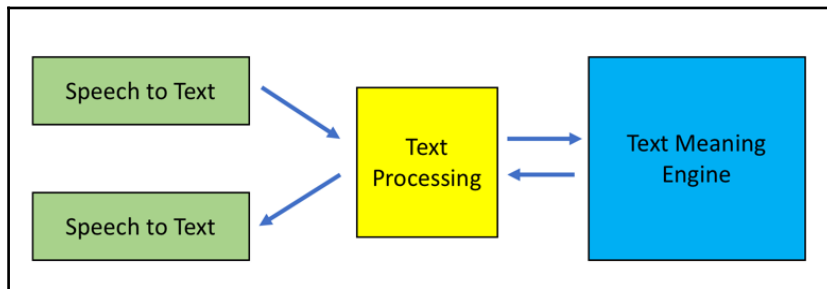 Speech to Text
Text
Processing
Text Meaning
Engine
Speech to Text